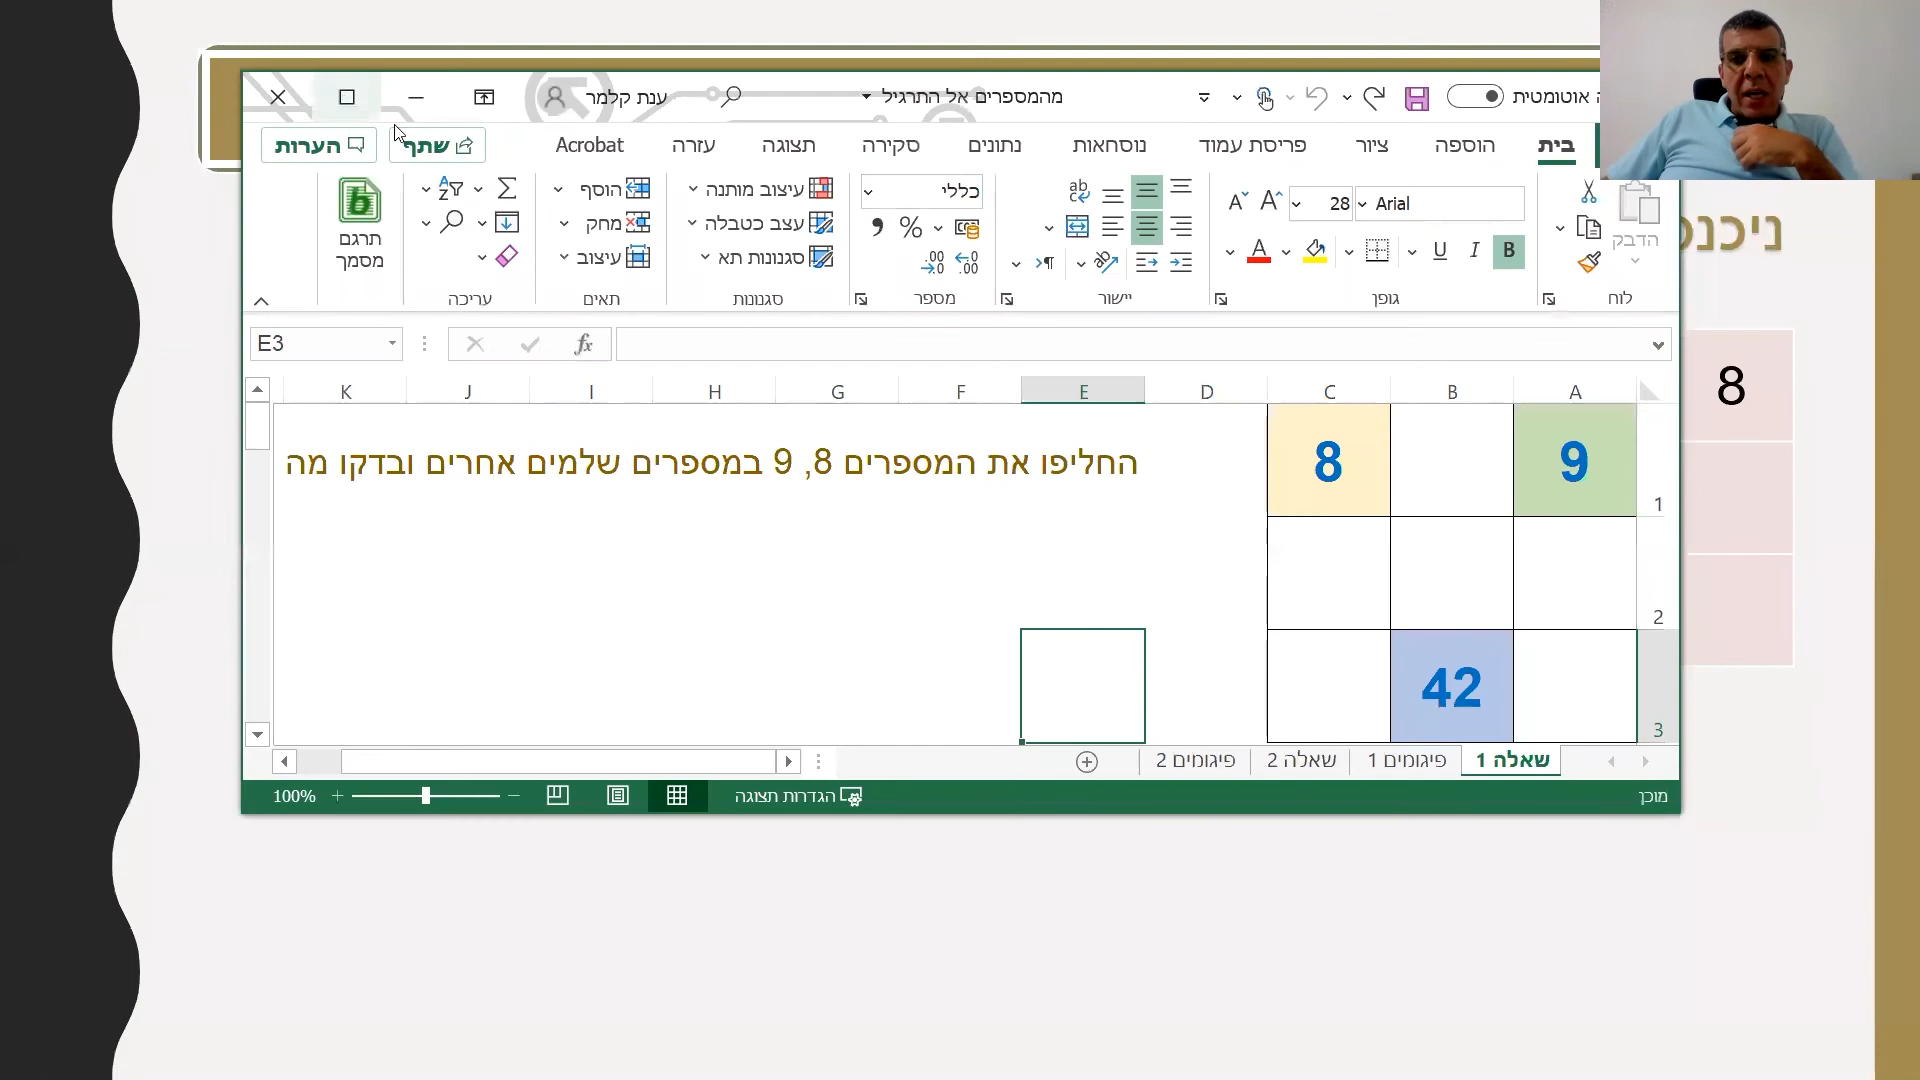 אוטומטית
מהמספרים אל התרגיל
ענת קלמר
בית הוספה ציור פריסת עמוד נוסחאות נתונים סקירה תצוגה עזרה Acrobat שתף הערות
הדבק
לוח
Arial 28
B I U
גופן
ab
יישור
כללי
%
.00
מספר
עיצוב מותנה
עצב כטבלה
סגנונות תא
סגנונות
הוסף
מחק
עיצוב
תאים
עריכה
תרגם
מסמך
E3
fx
A B C D E F G H I J K
1
9 8
החליפו את המספרים 8, 9 במספרים שלמים אחרים ובדקו מה
2
3
42
שאלה 1
פיגומים 1
שאלה 2
פיגומים 2
מוכן
הגדרות תצוגה
100%
8